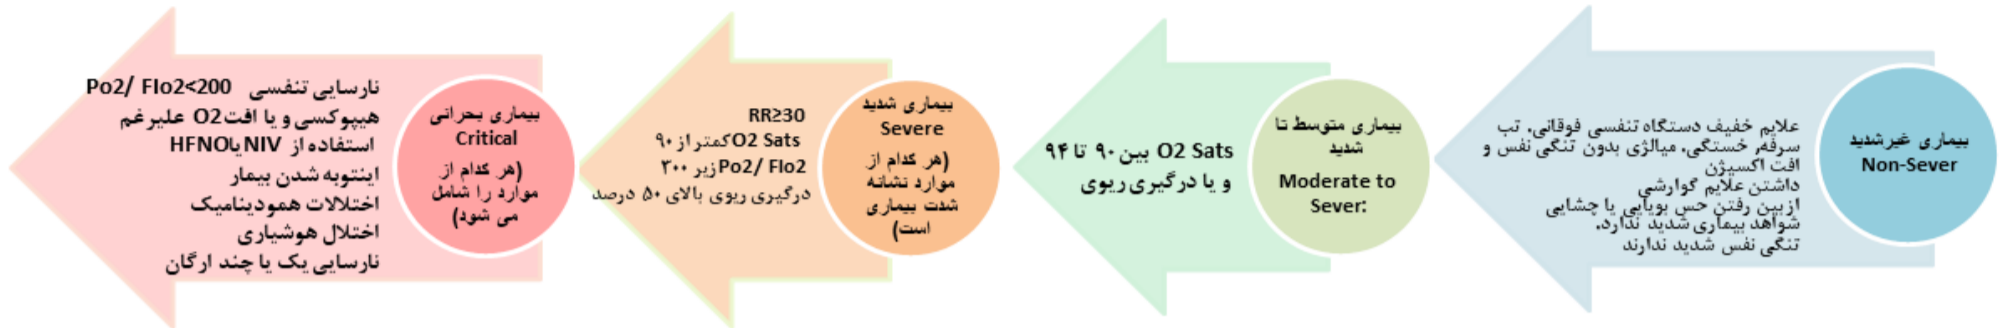 بیماری غیرشدید
Non-Sever
علایم خفیف دستگاه تنفسی فوقانی. تب
سرفه، خستگی. میالژی بدون تنگی نفس و
افت اکسیژن
داشتن علایم گوارشی
ازبین رفتن حس بویایی یا چشایی
شواهد بیماری شدید ندارد.
تنگی نفس شدید ندارند
بیماری متوسط تا
شدید
Moderate to
Sever:
O2 Sats بین ۹۰ تا ۹۴
و یا درگیری ریوی
بیماری شدید
Severe
(هر کدام از
موارد نشانه
شدت بیماری
است)
RR≥30
O2 Sats کمتر از ۹۰
Po2/ FIo2 زیر ۳۰۰
درگیری ریوی بالای ۵۰ درصد
بیماری بحرانی
Critical
(هر کدام از
موارد را شامل
می شود)
نارسایی تنفسی Po2/ FIo2<200
هیپوکسی و یا افت O2 علیرغم
استفاده از NIV یا HFNO
اینتوبه شدن بیمار
اختلالات همودینامیک
اختلال هوشیاری
نارسایی یک یا چند ارگان